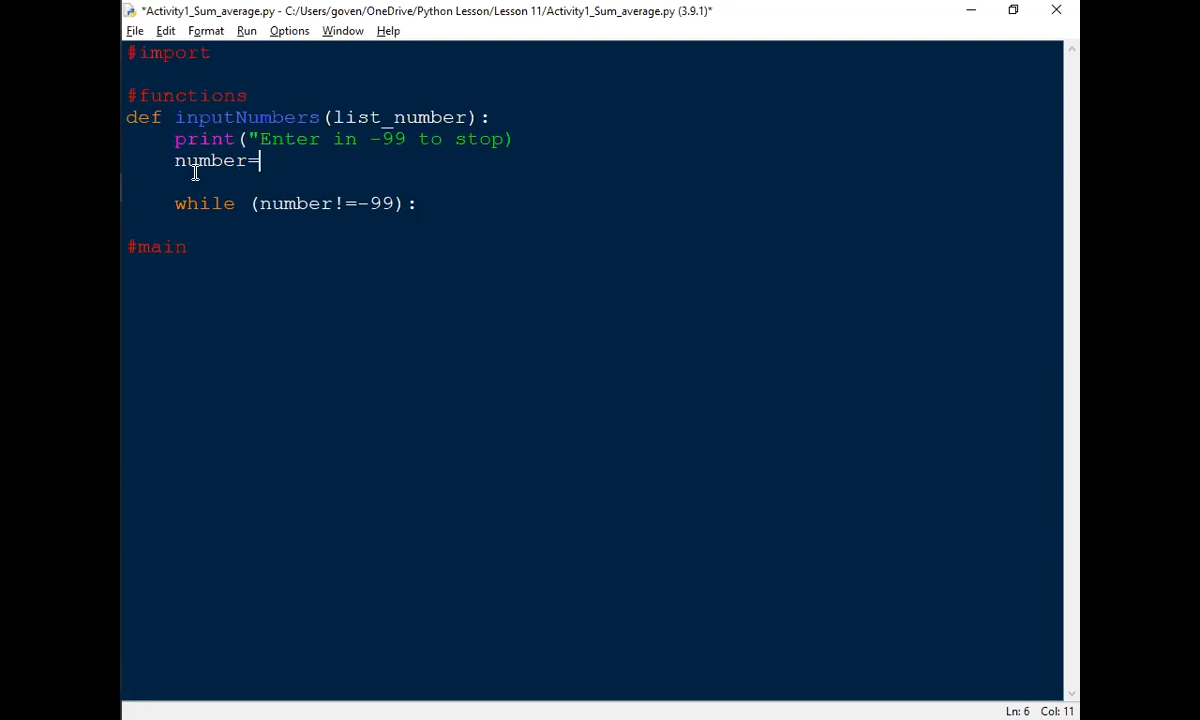 *Activity1_Sum_average.py - C:/Users/goven/OneDrive/Python Lesson/Lesson 11/Activity1_Sum_average.py (3.9.1)*
File Edit Format Run Options Window Help
#import
#functions
def inputNumbers(list_number):
    print("Enter in -99 to stop)
    number=
    while (number!=-99):
#main
Ln: 6 Col: 11